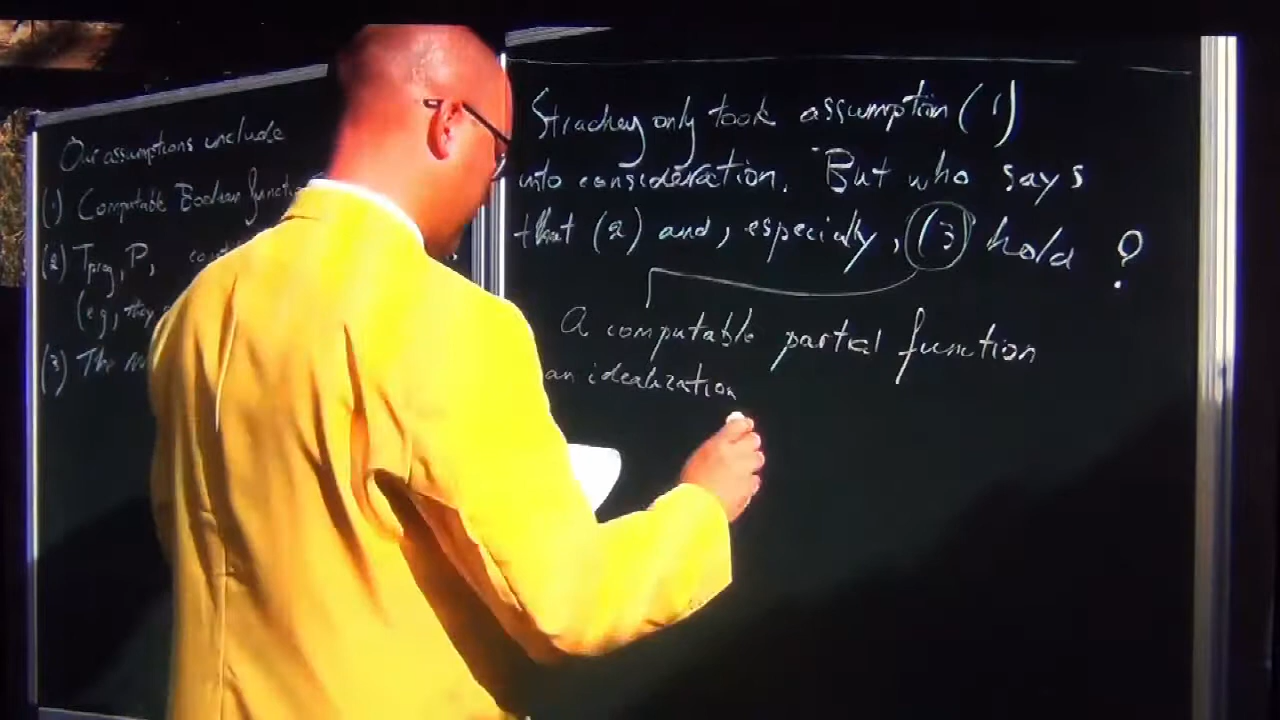 Our assumptions include
(1) Computable Boolean functi
(2) Tprog, P,
(eg, they
(3) The
Strachey only took assumption (1)
into consideration. But who says
that (2) and, especially, (3) hold ?
A computable partial function
an idealization